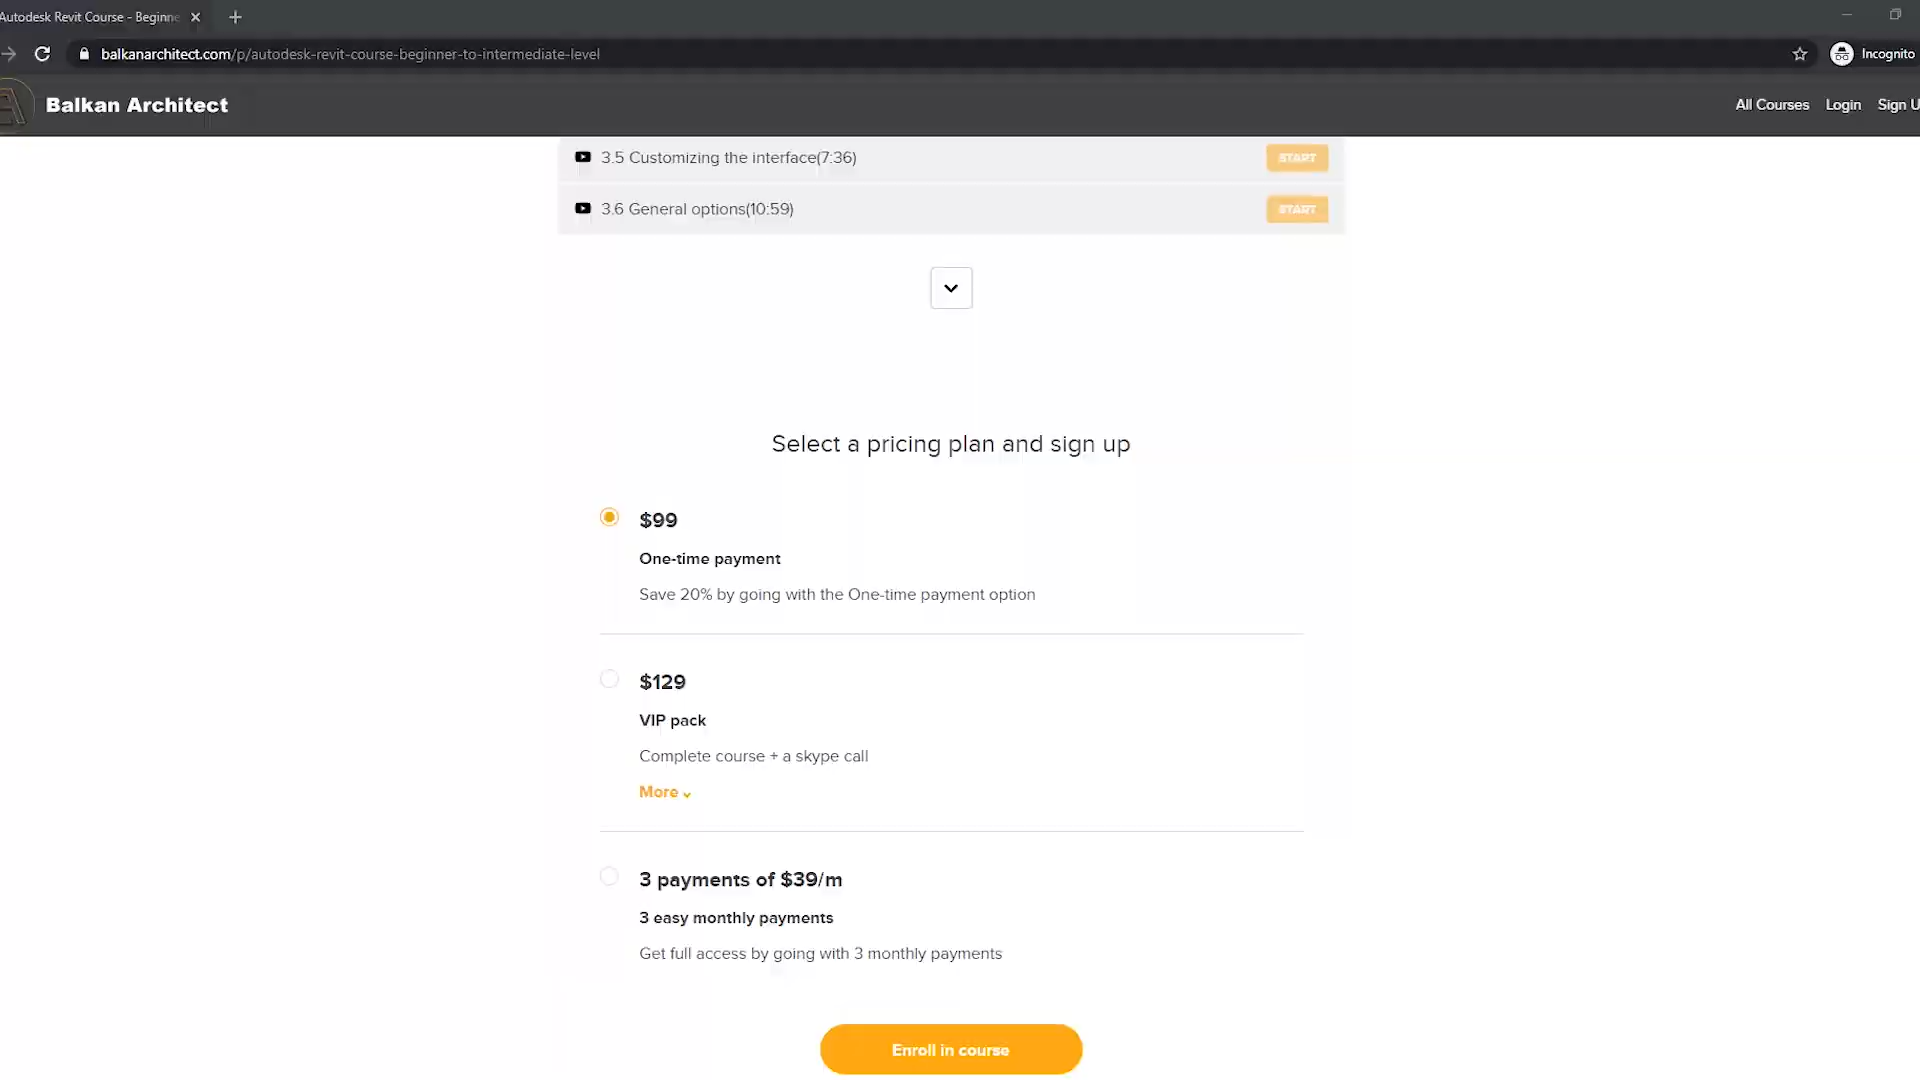 Autodesk Revit Course - Beginne
balkanarchitect.com/p/autodesk-revit-course-beginner-to-intermediate-level
Incognito
Balkan Architect
All Courses Login Sign U
3.5 Customizing the interface(7:36)
START
3.6 General options(10:59)
START
Select a pricing plan and sign up
$99
One-time payment
Save 20% by going with the One-time payment option
$129
VIP pack
Complete course + a skype call
More
3 payments of $39/m
3 easy monthly payments
Get full access by going with 3 monthly payments
Enroll in course